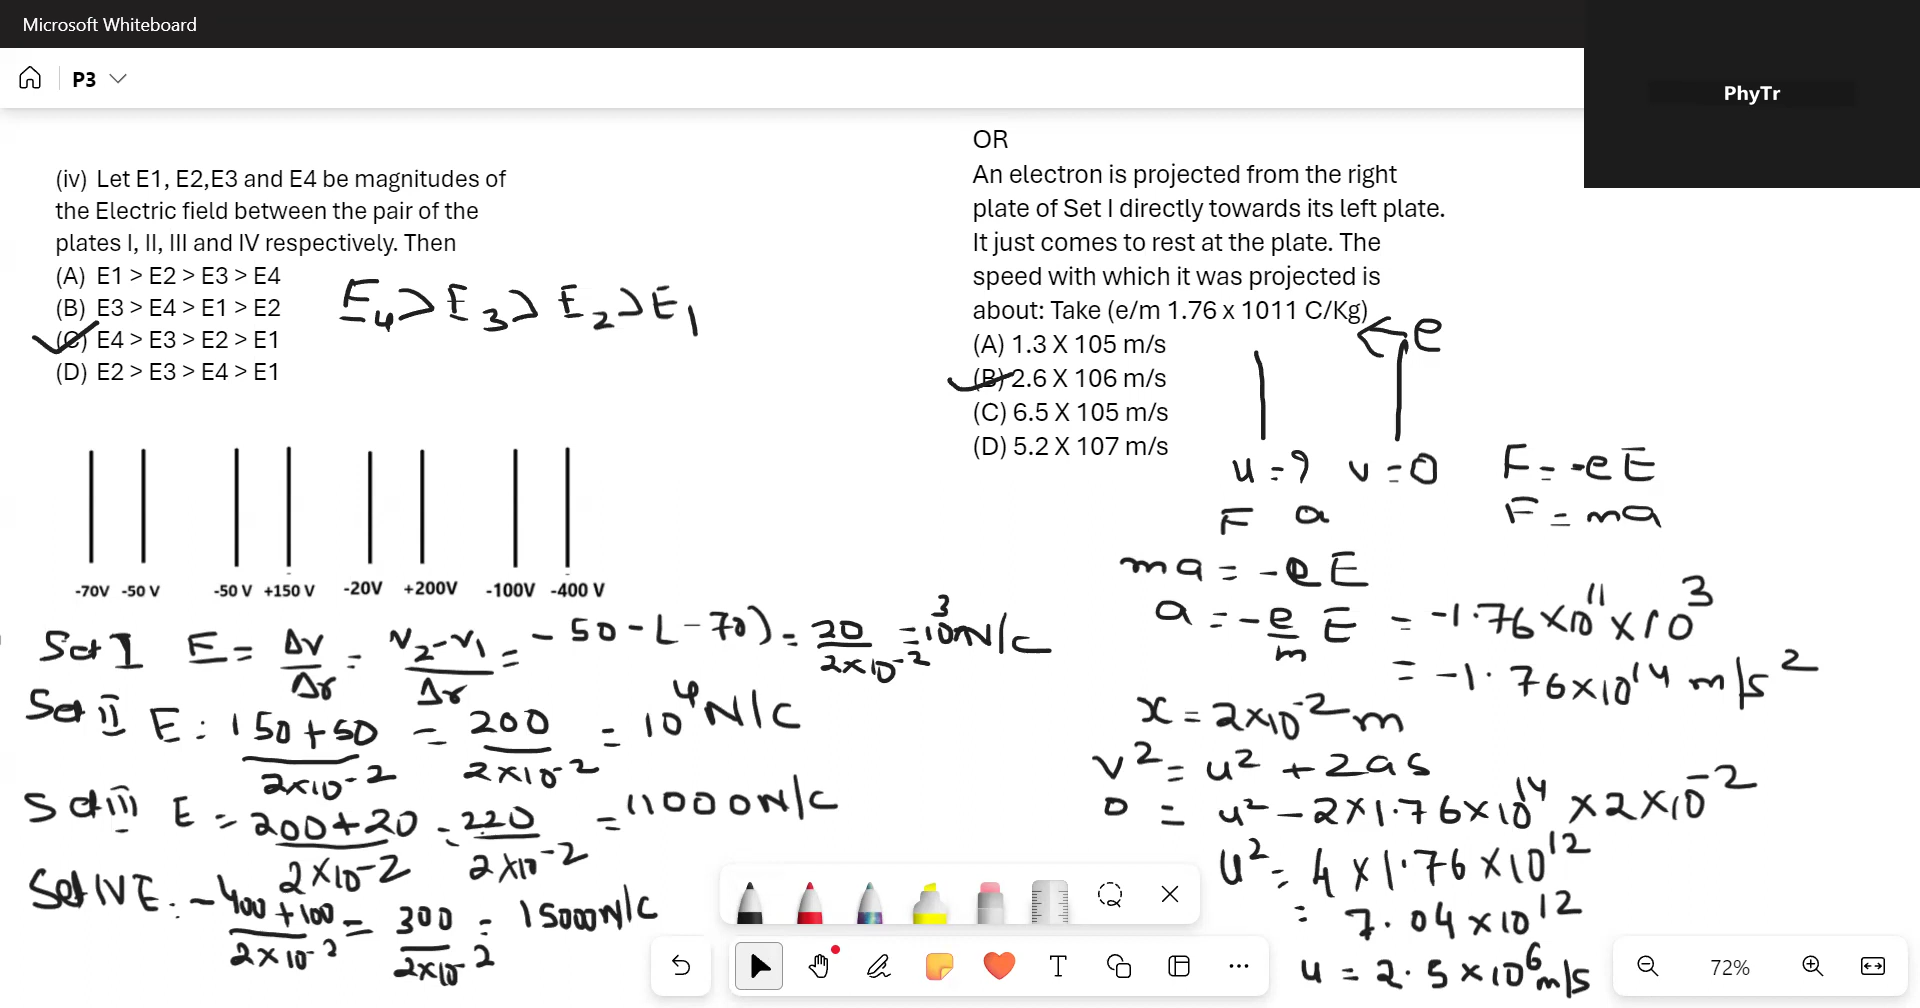 Microsoft Whiteboard
P3
PhyTr
(iv) Let E1, E2,E3 and E4 be magnitudes of
the Electric field between the pair of the
plates I, II, III and IV respectively. Then
(A) E1 > E2 > E3 > E4
(B) E3 > E4 > E1 > E2
(C) E4 > E3 > E2 > E1
(D) E2 > E3 > E4 > E1
E4 > E3 > E2 > E1
-70V -50 V -50 V +150 V -20V +200V -100V -400 V
Set I E = Δv/Δr = v2-v1/Δr = -50-(-70) = 20/2×10^-2 = 10^3 N/C
Set ii E : 150+50/2×10^-2 = 200/2×10^-2 = 10^4 N/C
Set iii E = 200+20/2×10^-2 = 220/2×10^-2 = 11000N/C
Set IV E : -400+100/2×10^-2 = 300/2×10^-2 = 15000N/C
OR
An electron is projected from the right
plate of Set I directly towards its left plate.
It just comes to rest at the plate. The
speed with which it was projected is
about: Take (e/m 1.76 x 1011 C/Kg)
(A) 1.3 X 105 m/s
(B) 2.6 X 106 m/s
(C) 6.5 X 105 m/s
(D) 5.2 X 107 m/s
e
u = ? v = 0 F = -eE
F a F = ma
ma = -eE
a = -e/m E = -1.76×10^11×10^3
= -1.76×10^14 m/s^2
x = 2×10^-2 m
v^2 = u^2 + 2as
0 = u^2 - 2×1.76×10^14 × 2×10^-2
u^2 = 4×1.76×10^12
= 7.04×10^12
u = 2.5×10^6 m/s
72%